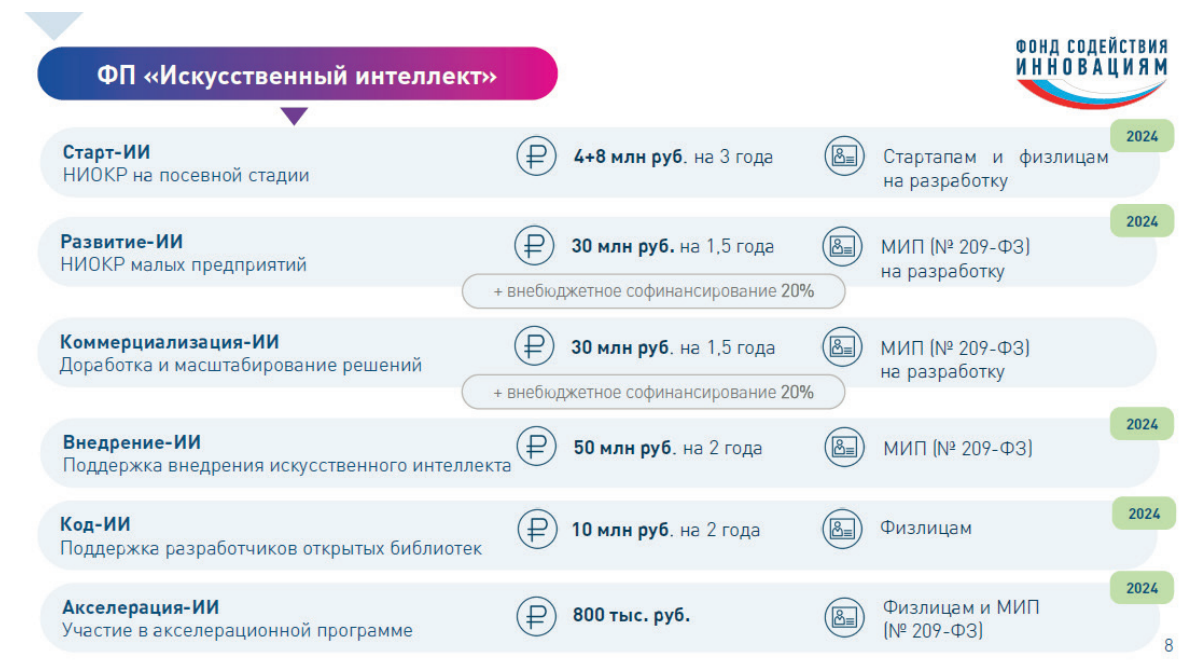 ФП «Искусственный интеллект»
ФОНД СОДЕЙСТВИЯ
ИННОВАЦИЯМ
2024
Старт-ИИ
НИОКР на посевной стадии
4+8 млн руб. на 3 года
Стартапам и физлицам
на разработку
2024
Развитие-ИИ
НИОКР малых предприятий
30 млн руб. на 1,5 года
МИП (№ 209-ФЗ)
на разработку
+ внебюджетное софинансирование 20%
Коммерциализация-ИИ
Доработка и масштабирование решений
30 млн руб. на 1,5 года
МИП (№ 209-ФЗ)
на разработку
+ внебюджетное софинансирование 20%
2024
Внедрение-ИИ
Поддержка внедрения искусственного интеллекта
50 млн руб. на 2 года
МИП (№ 209-ФЗ)
2024
Код-ИИ
Поддержка разработчиков открытых библиотек
10 млн руб. на 2 года
Физлицам
2024
Акселерация-ИИ
Участие в акселерационной программе
800 тыс. руб.
Физлицам и МИП
(№ 209-ФЗ)
8